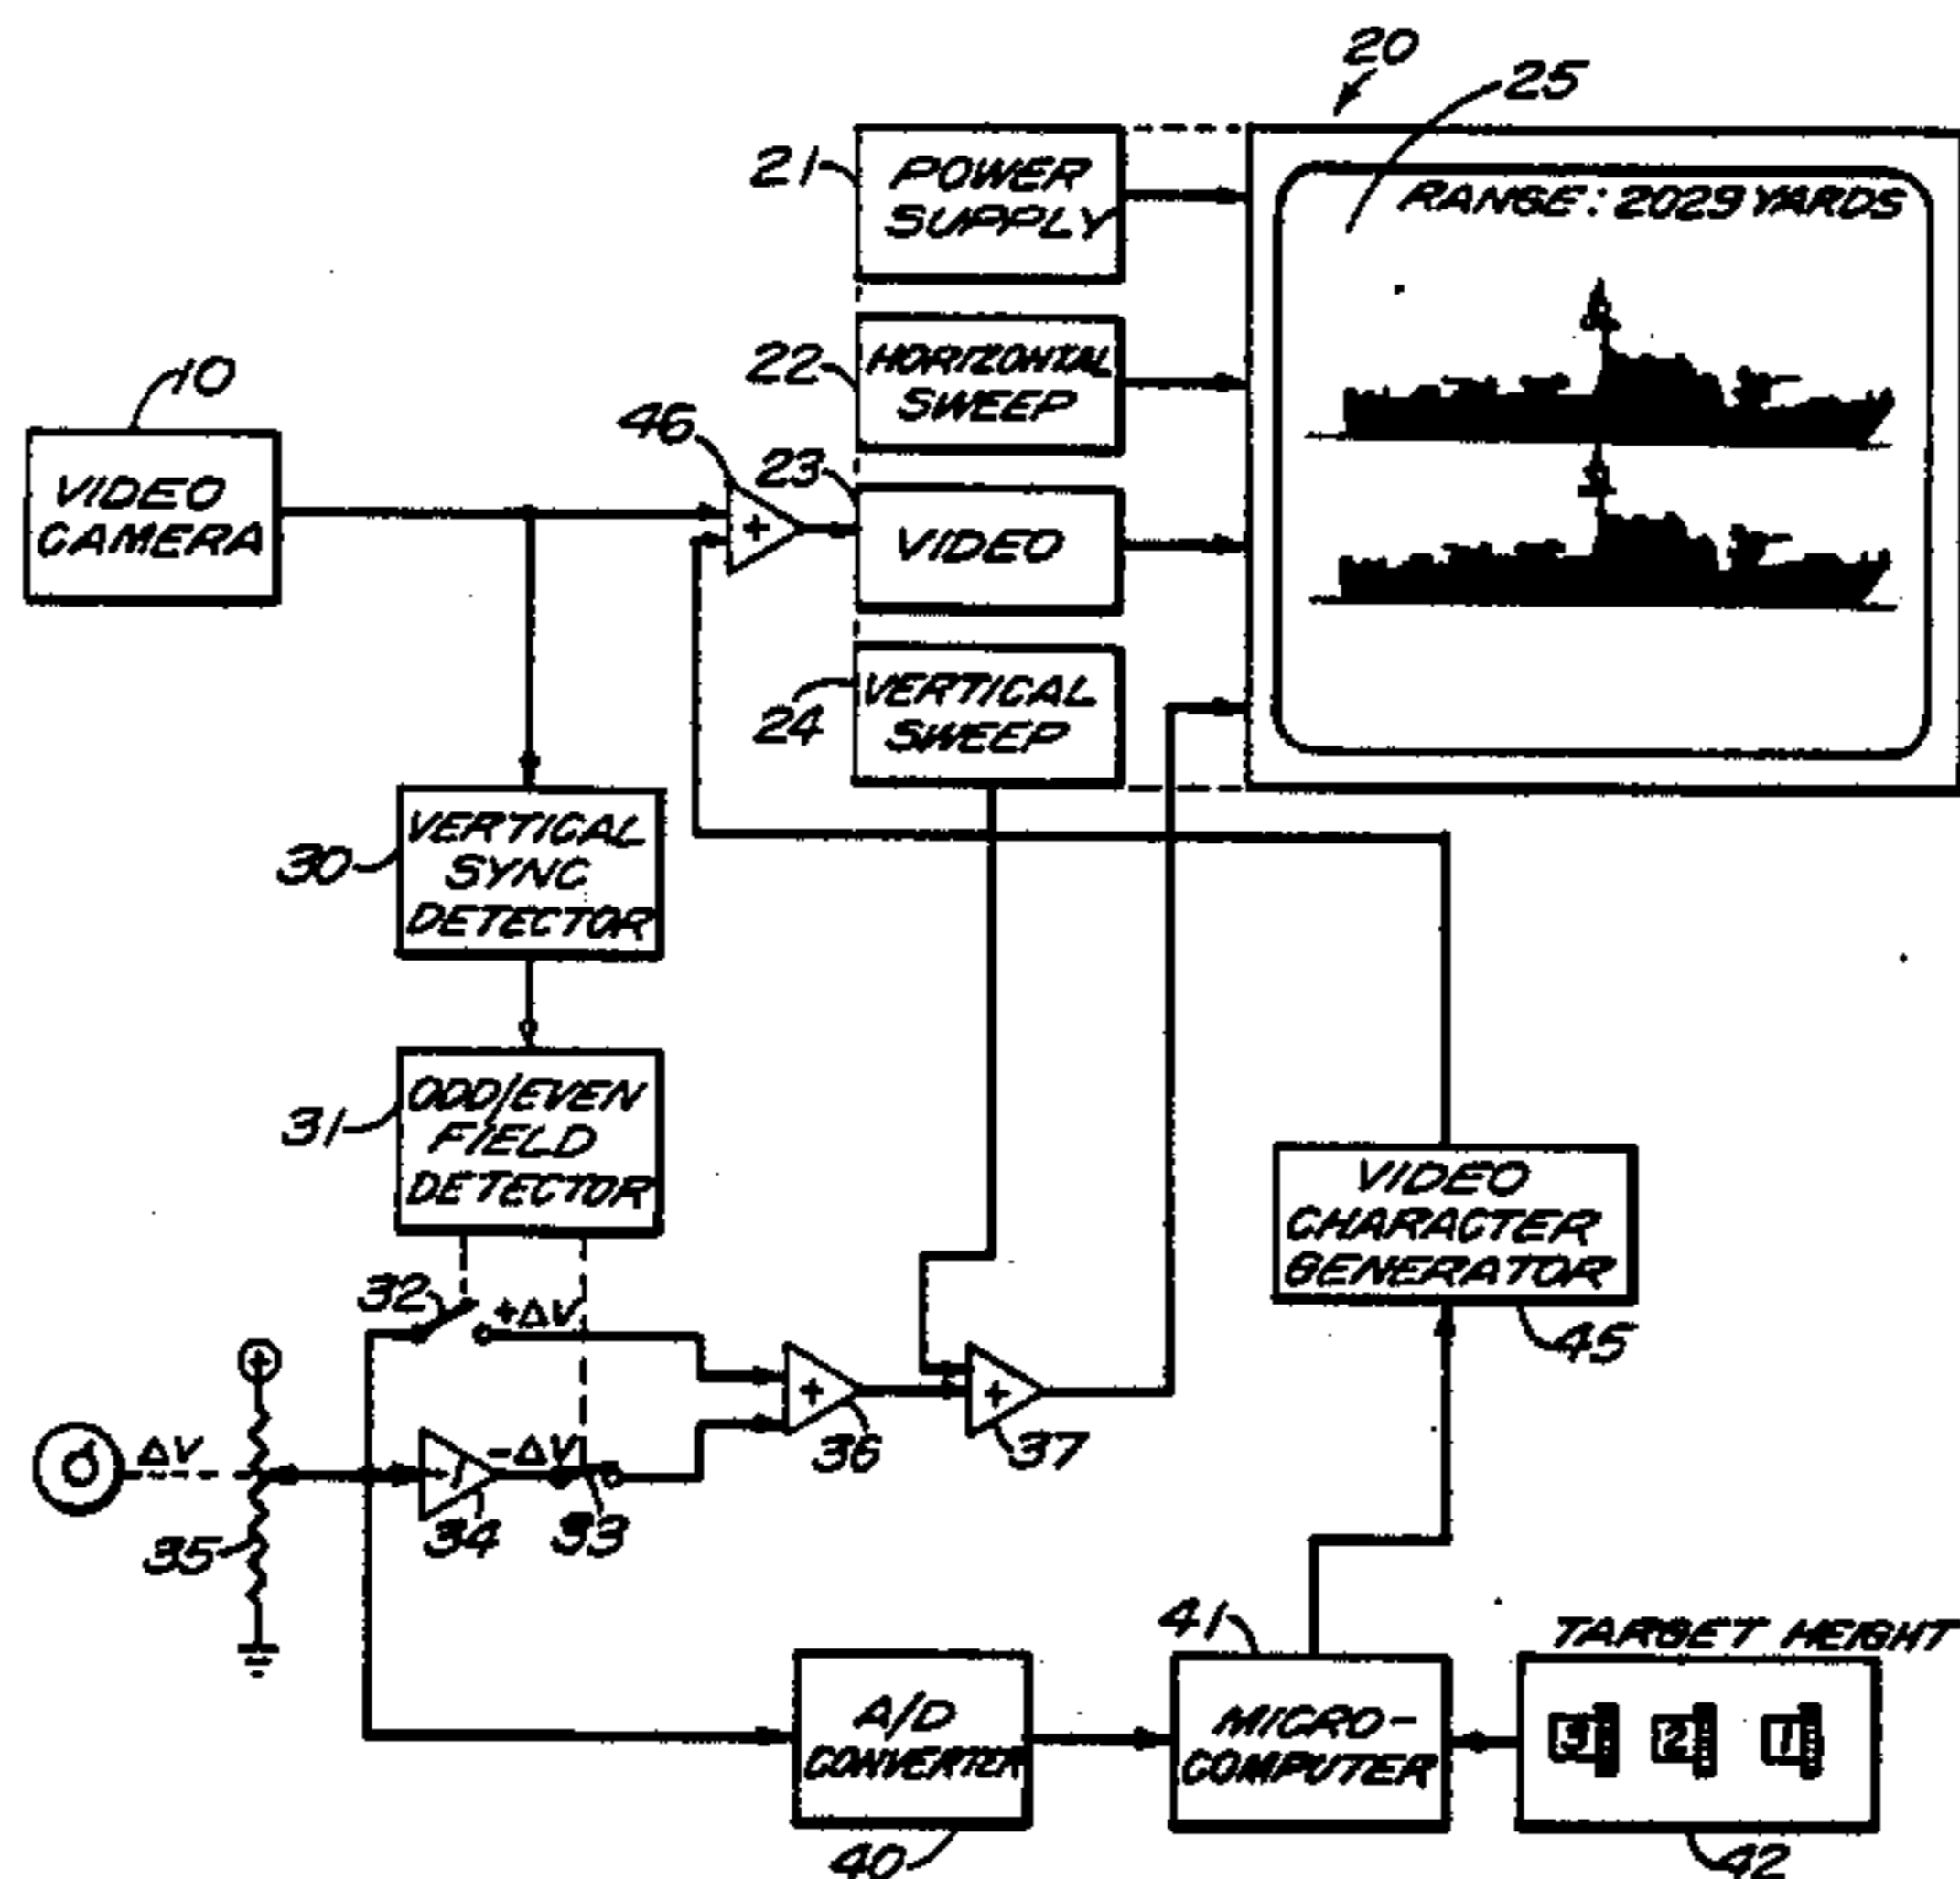 20
25
21
POWER
SUPPLY
RANGE: 2029 YARDS
22
HORIZONTAL
SWEEP
10
VIDEO
CAMERA
46
+
23
VIDEO
24
VERTICAL
SWEEP
30
VERTICAL
SYNC
DETECTOR
31
ODD/EVEN
FIELD
DETECTOR
VIDEO
CHARACTER
GENERATOR
45
32
+ΔV
+
ΔV
-1
-ΔV
+
+
35
34
33
36
37
41
TARGET HEIGHT
A/D
CONVERTER
MICRO-
COMPUTER
3 2 1
40
42